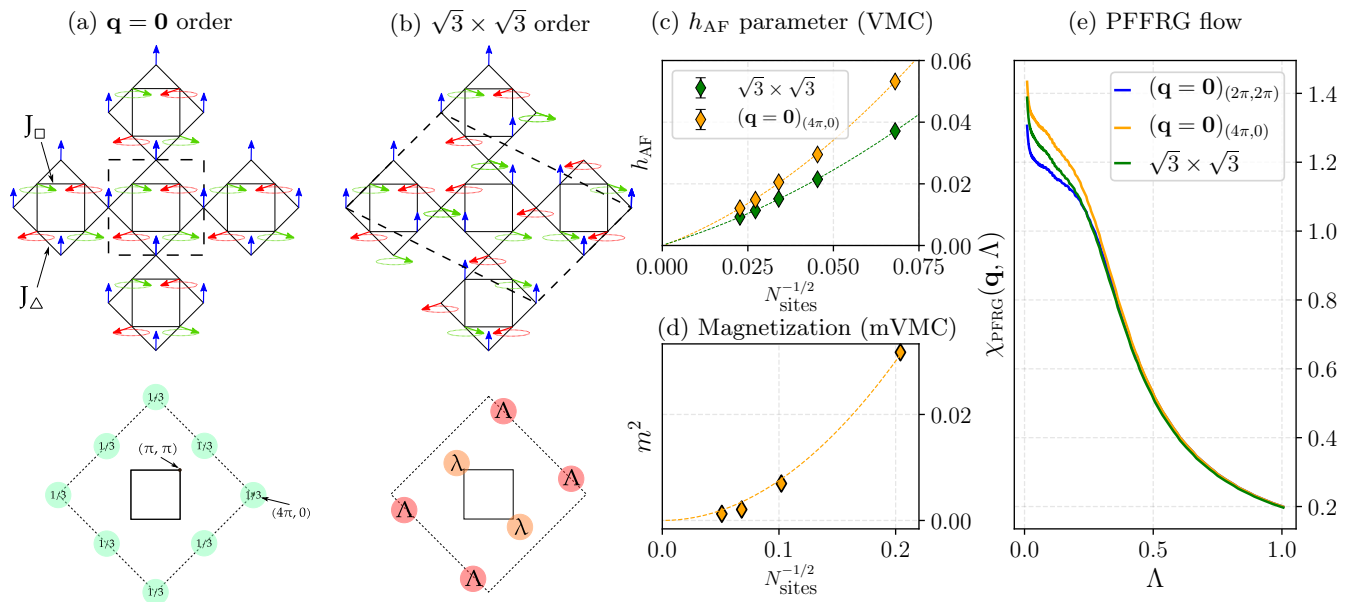 (a) q = 0 order
J□
J△
1/3
1/3
1/3
(π, π)
1/3
1/3
(4π, 0)
1/3
1/3
1/3
(b) √3 × √3 order
Λ
λ
Λ
Λ
λ
Λ
(c) h_AF parameter (VMC)
√3 × √3
(q = 0)_(4π,0)
0.06
0.04
0.02
0.00
h_AF
0.000 0.025 0.050 0.075
N_sites^−1/2
(d) Magnetization (mVMC)
0.02
0.00
m²
0.0 0.1 0.2
N_sites^−1/2
(e) PFFRG flow
(q = 0)_(2π,2π)
(q = 0)_(4π,0)
√3 × √3
1.4
1.2
1.0
0.8
0.6
0.4
0.2
χ_PFFRG(q, Λ)
0.0 0.5 1.0
Λ